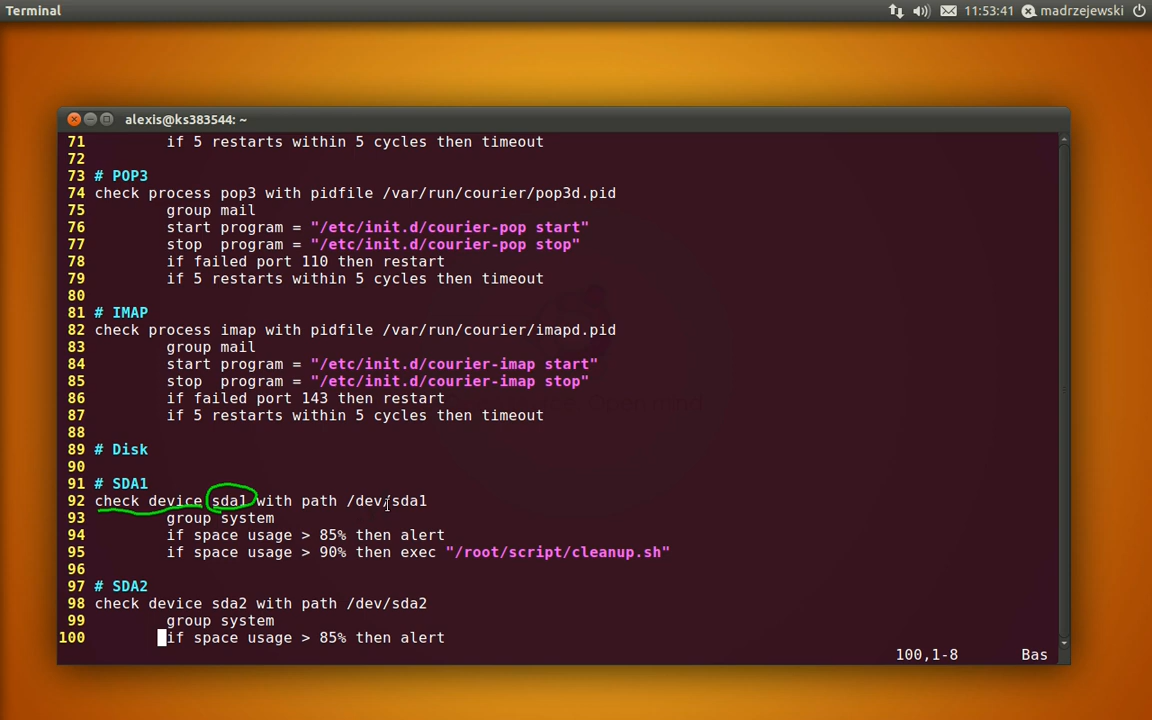 Terminal
11:53:41 madrzejewski
alexis@ks383544: ~
71         if 5 restarts within 5 cycles then timeout
72
73 # POP3
74 check process pop3 with pidfile /var/run/courier/pop3d.pid
75         group mail
76         start program = "/etc/init.d/courier-pop start"
77         stop  program = "/etc/init.d/courier-pop stop"
78         if failed port 110 then restart
79         if 5 restarts within 5 cycles then timeout
80
81 # IMAP
82 check process imap with pidfile /var/run/courier/imapd.pid
83         group mail
84         start program = "/etc/init.d/courier-imap start"
85         stop  program = "/etc/init.d/courier-imap stop"
86         if failed port 143 then restart
87         if 5 restarts within 5 cycles then timeout
88
89 # Disk
90
91 # SDA1
92 check device sda1 with path /dev/sda1
93         group system
94         if space usage > 85% then alert
95         if space usage > 90% then exec "/root/script/cleanup.sh"
96
97 # SDA2
98 check device sda2 with path /dev/sda2
99         group system
100         if space usage > 85% then alert
100,1-8 Bas